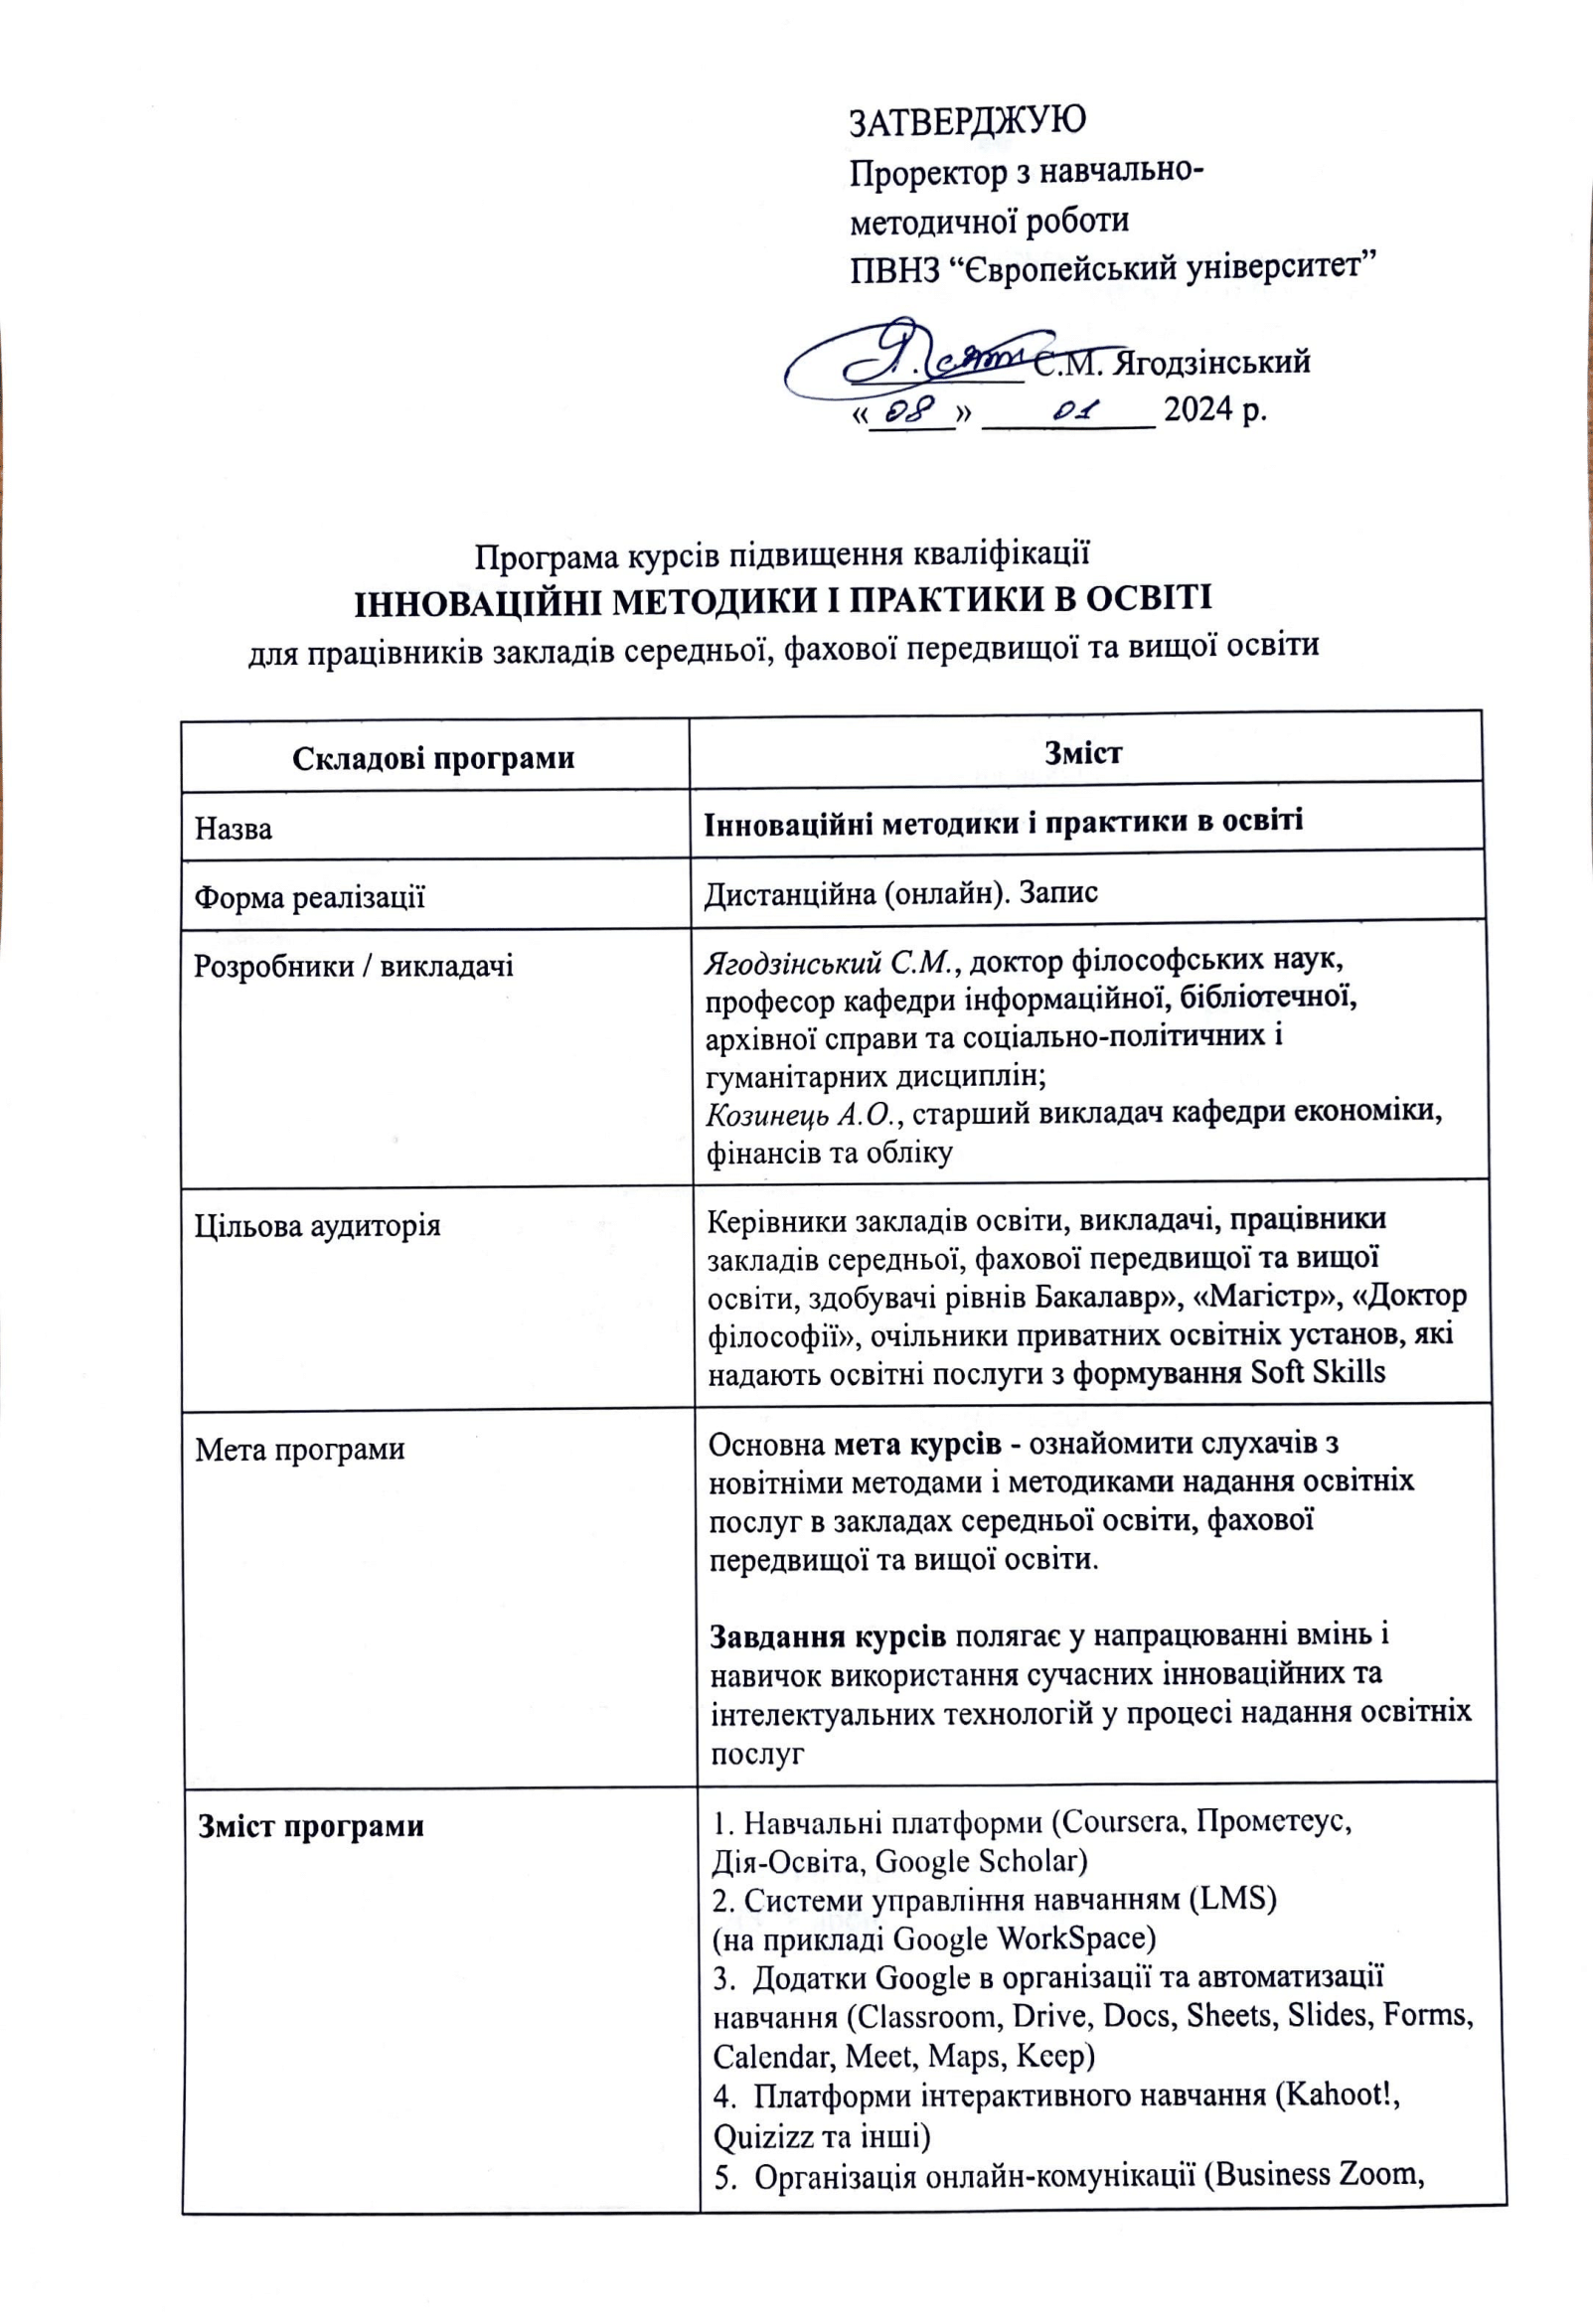 ЗАТВЕРДЖУЮ
Проректор з навчально-
методичної роботи
ПВНЗ “Європейський університет”
С.М. Ягодзінський
« 08 » 01 2024 р.
Програма курсів підвищення кваліфікації
ІННОВАЦІЙНІ МЕТОДИКИ І ПРАКТИКИ В ОСВІТІ
для працівників закладів середньої, фахової передвищої та вищої освіти
Складові програми
Зміст
Назва
Інноваційні методики і практики в освіті
Форма реалізації
Дистанційна (онлайн). Запис
Розробники / викладачі
Ягодзінський С.М., доктор філософських наук,
професор кафедри інформаційної, бібліотечної,
архівної справи та соціально-політичних і
гуманітарних дисциплін;
Козинець А.О., старший викладач кафедри економіки,
фінансів та обліку
Цільова аудиторія
Керівники закладів освіти, викладачі, працівники
закладів середньої, фахової передвищої та вищої
освіти, здобувачі рівнів Бакалавр», «Магістр», «Доктор
філософії», очільники приватних освітніх установ, які
надають освітні послуги з формування Soft Skills
Мета програми
Основна мета курсів - ознайомити слухачів з
новітніми методами і методиками надання освітніх
послуг в закладах середньої освіти, фахової
передвищої та вищої освіти.
Завдання курсів полягає у напрацюванні вмінь і
навичок використання сучасних інноваційних та
інтелектуальних технологій у процесі надання освітніх
послуг
Зміст програми
1. Навчальні платформи (Coursera, Прометеус,
Дія-Освіта, Google Scholar)
2. Системи управління навчанням (LMS)
(на прикладі Google WorkSpace)
3. Додатки Google в організації та автоматизації
навчання (Classroom, Drive, Docs, Sheets, Slides, Forms,
Calendar, Meet, Maps, Keep)
4. Платформи інтерактивного навчання (Kahoot!,
Quizizz та інші)
5. Організація онлайн-комунікації (Business Zoom,